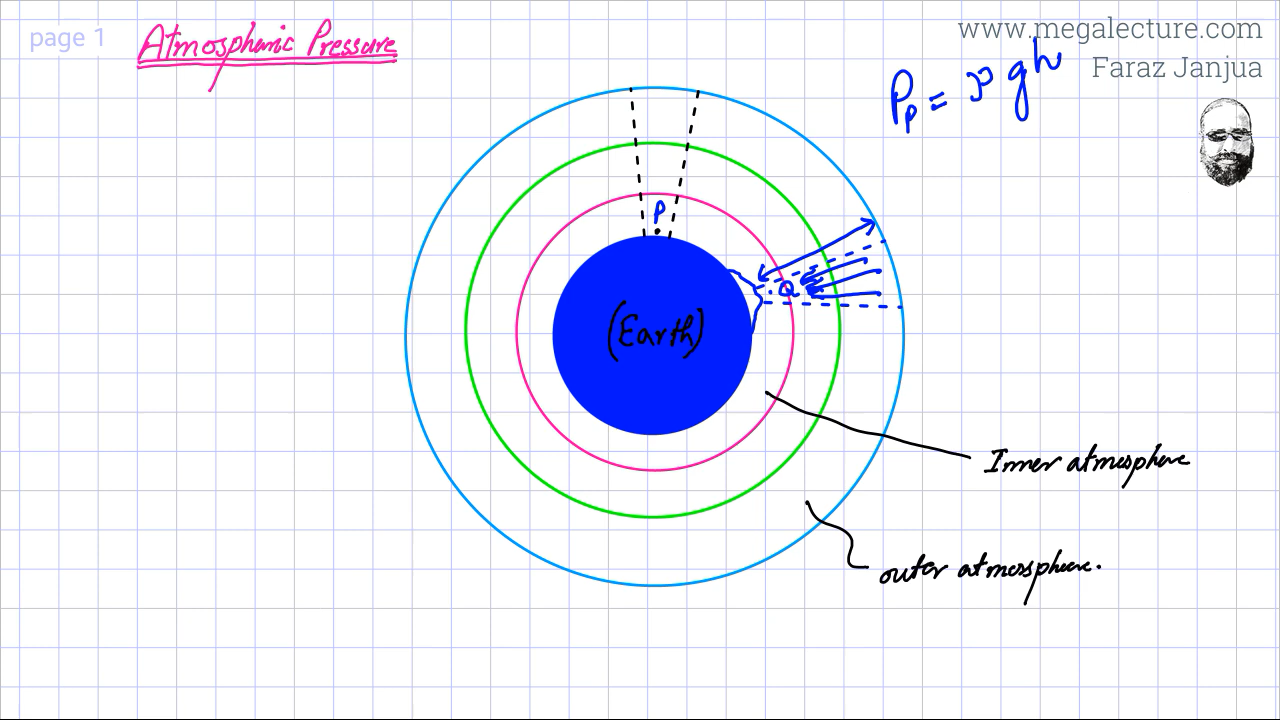 page 1
Atmospheric Pressure
www.megalecture.com
Faraz Janjua
Pp = ρgh
P
Q
(Earth)
Inner atmosphere
outer atmosphere.